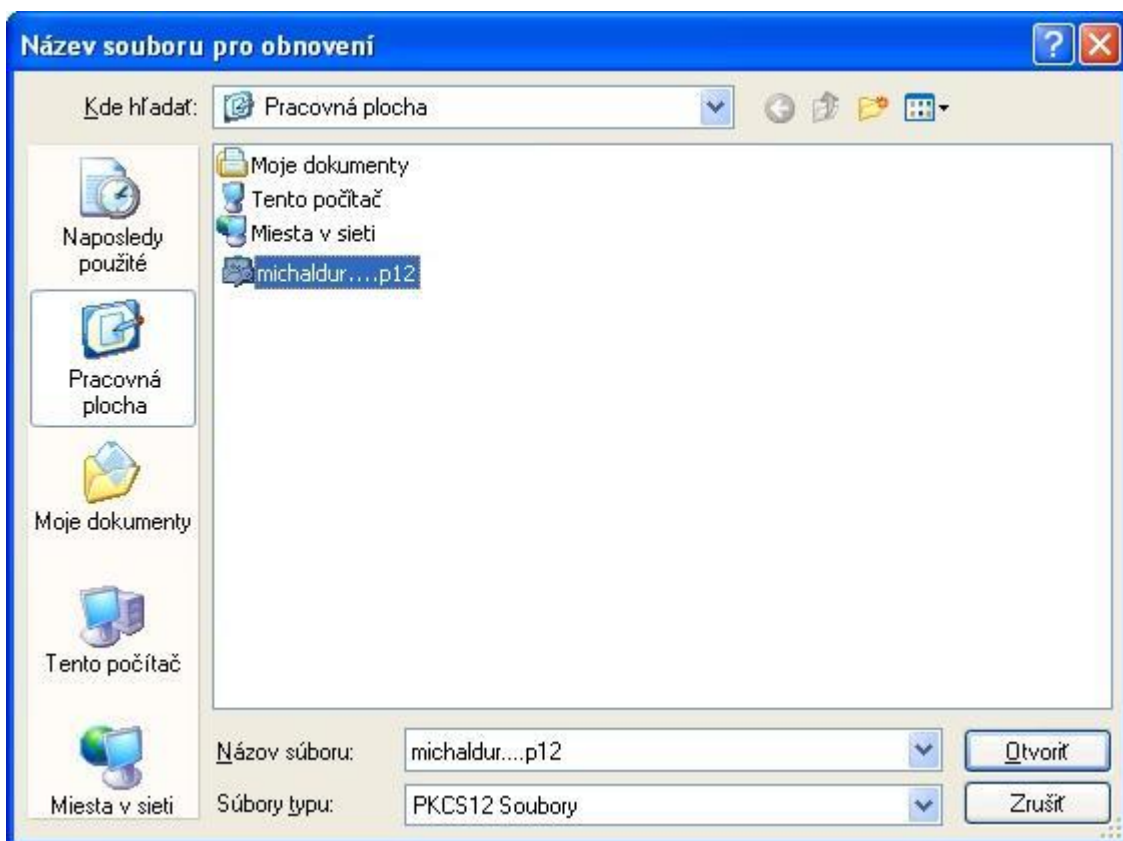 Název souboru pro obnovení
Kde hľadať:
Pracovná plocha
Moje dokumenty
Tento počítač
Miesta v sieti
michaldur....p12
Naposledy
použité
Pracovná
plocha
Moje dokumenty
Tento počítač
Miesta v sieti
Názov súboru:
michaldur....p12
Otvoriť
Súbory typu:
PKCS12 Soubory
Zrušiť